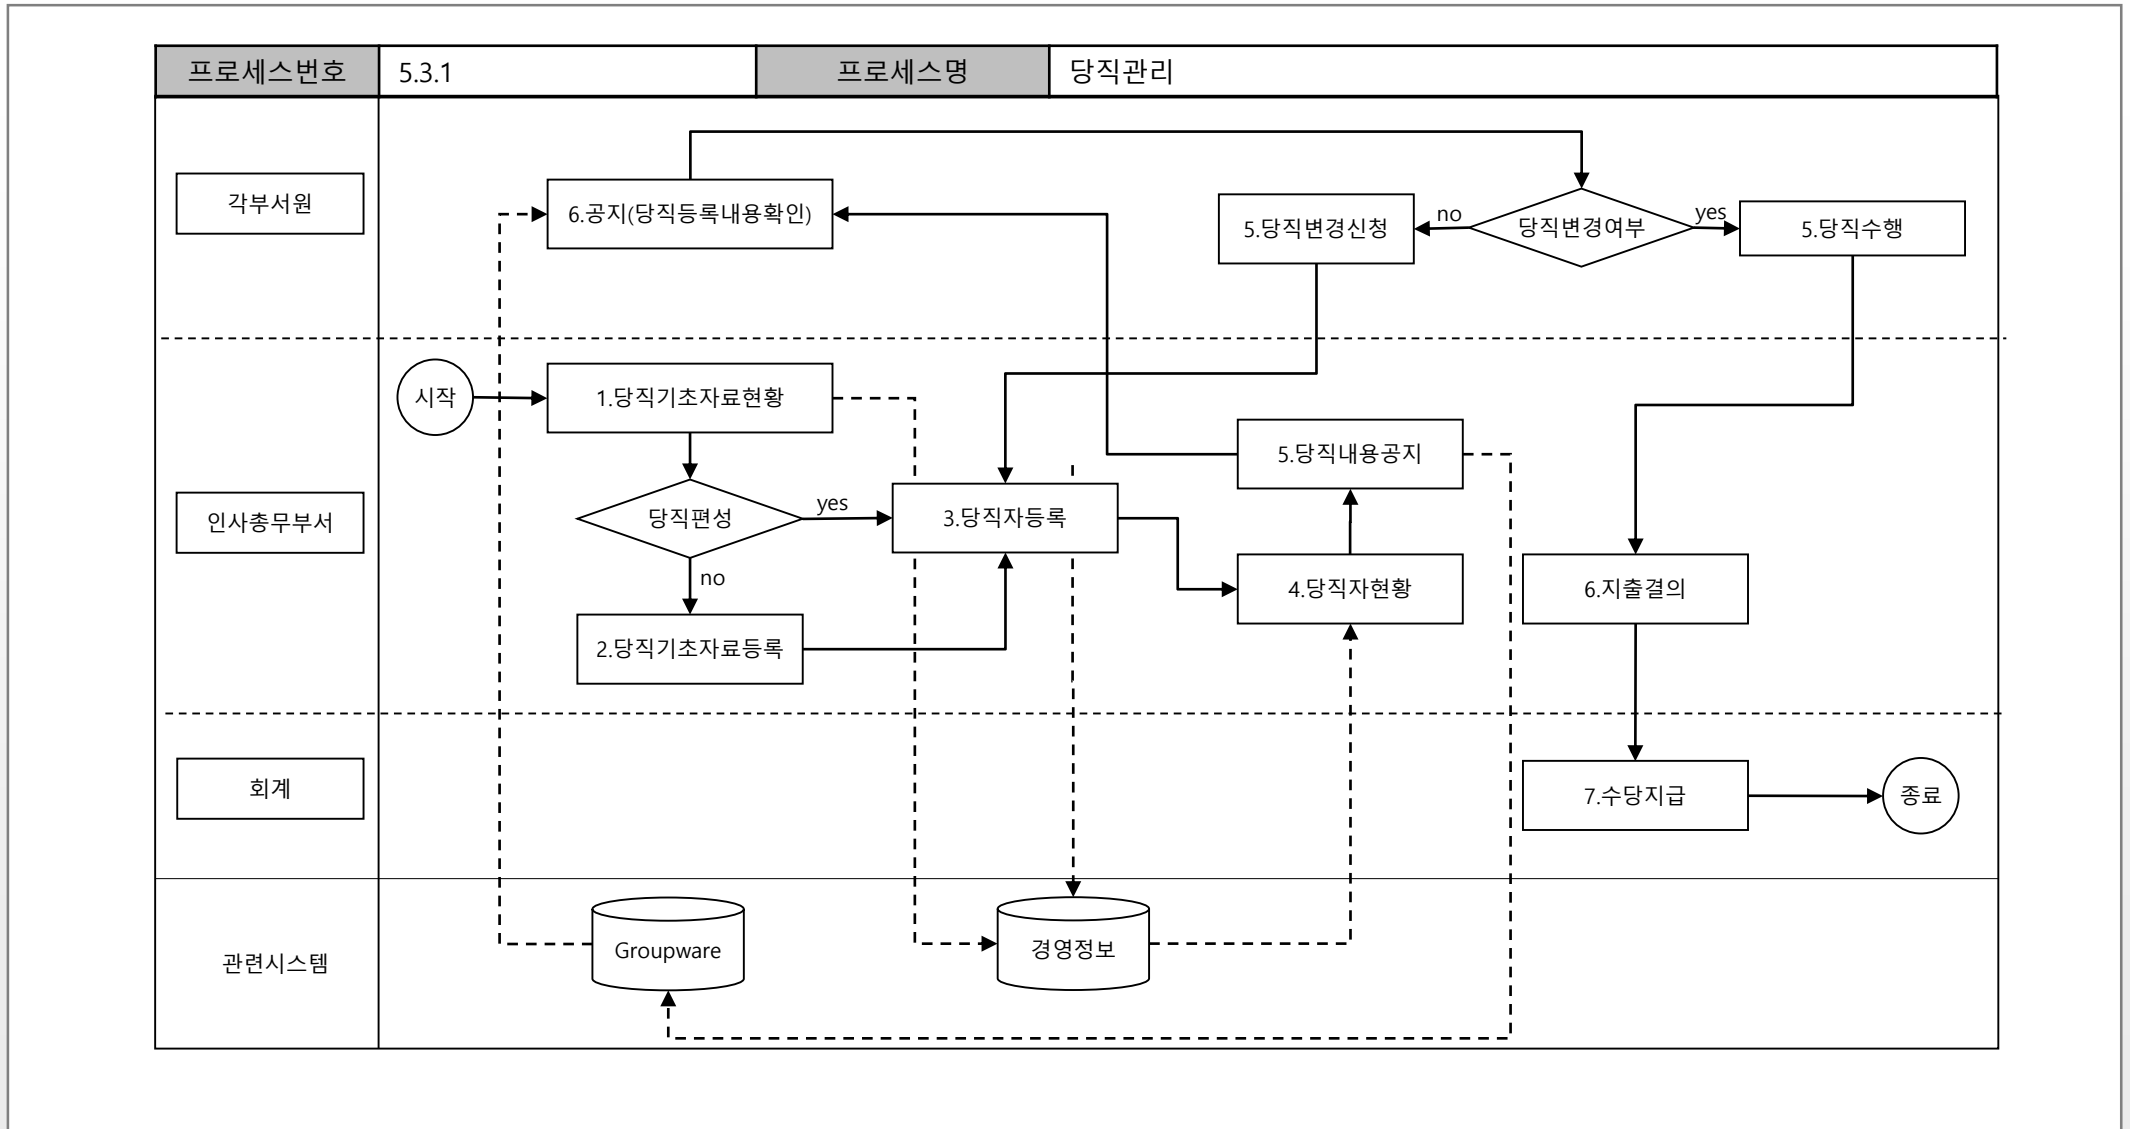 프로세스번호
5.3.1
프로세스명
당직관리
각부서원
6.공지(당직등록내용확인)
5.당직변경신청
no
당직변경여부
yes
5.당직수행
인사총무부서
시작
1.당직기초자료현황
5.당직내용공지
당직편성
yes
3.당직자등록
no
4.당직자현황
6.지출결의
2.당직기초자료등록
회계
7.수당지급
종료
관련시스템
Groupware
경영정보